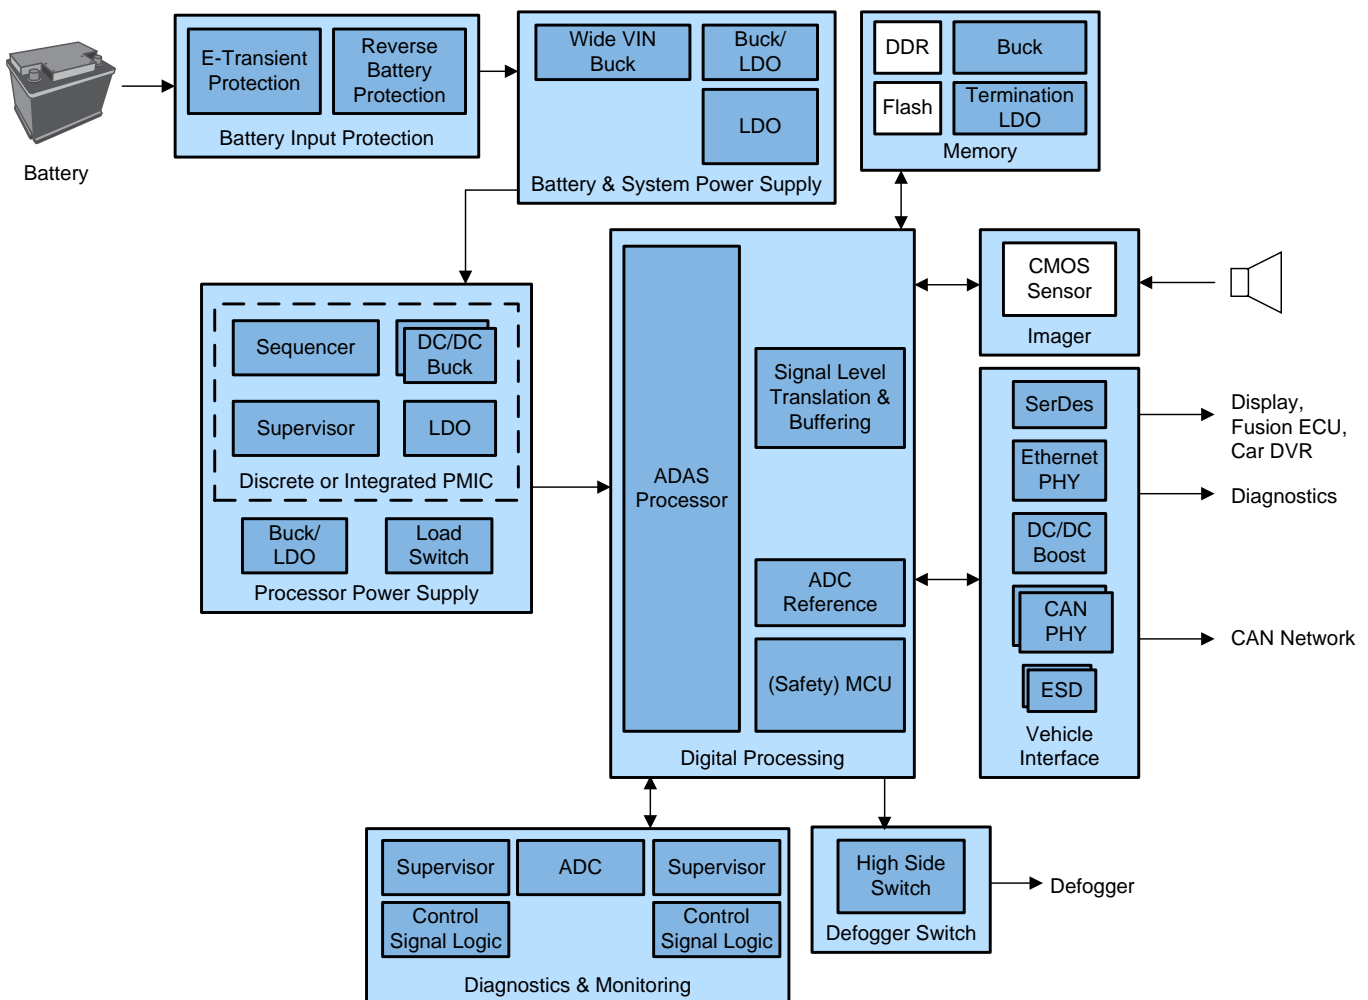 Battery
E-Transient
Protection
Reverse
Battery
Protection
Battery Input Protection
Wide VIN
Buck
Buck/
LDO
LDO
Battery & System Power Supply
DDR
Buck
Flash
Termination
LDO
Memory
Sequencer
DC/DC
Buck
Supervisor
LDO
Discrete or Integrated PMIC
Buck/
LDO
Load
Switch
Processor Power Supply
ADAS
Processor
Signal Level
Translation &
Buffering
ADC
Reference
(Safety) MCU
Digital Processing
CMOS
Sensor
Imager
SerDes
Ethernet
PHY
DC/DC
Boost
CAN
PHY
ESD
Vehicle
Interface
Display,
Fusion ECU,
Car DVR
Diagnostics
CAN Network
Supervisor
ADC
Supervisor
Control
Signal Logic
Control
Signal Logic
Diagnostics & Monitoring
High Side
Switch
Defogger Switch
Defogger